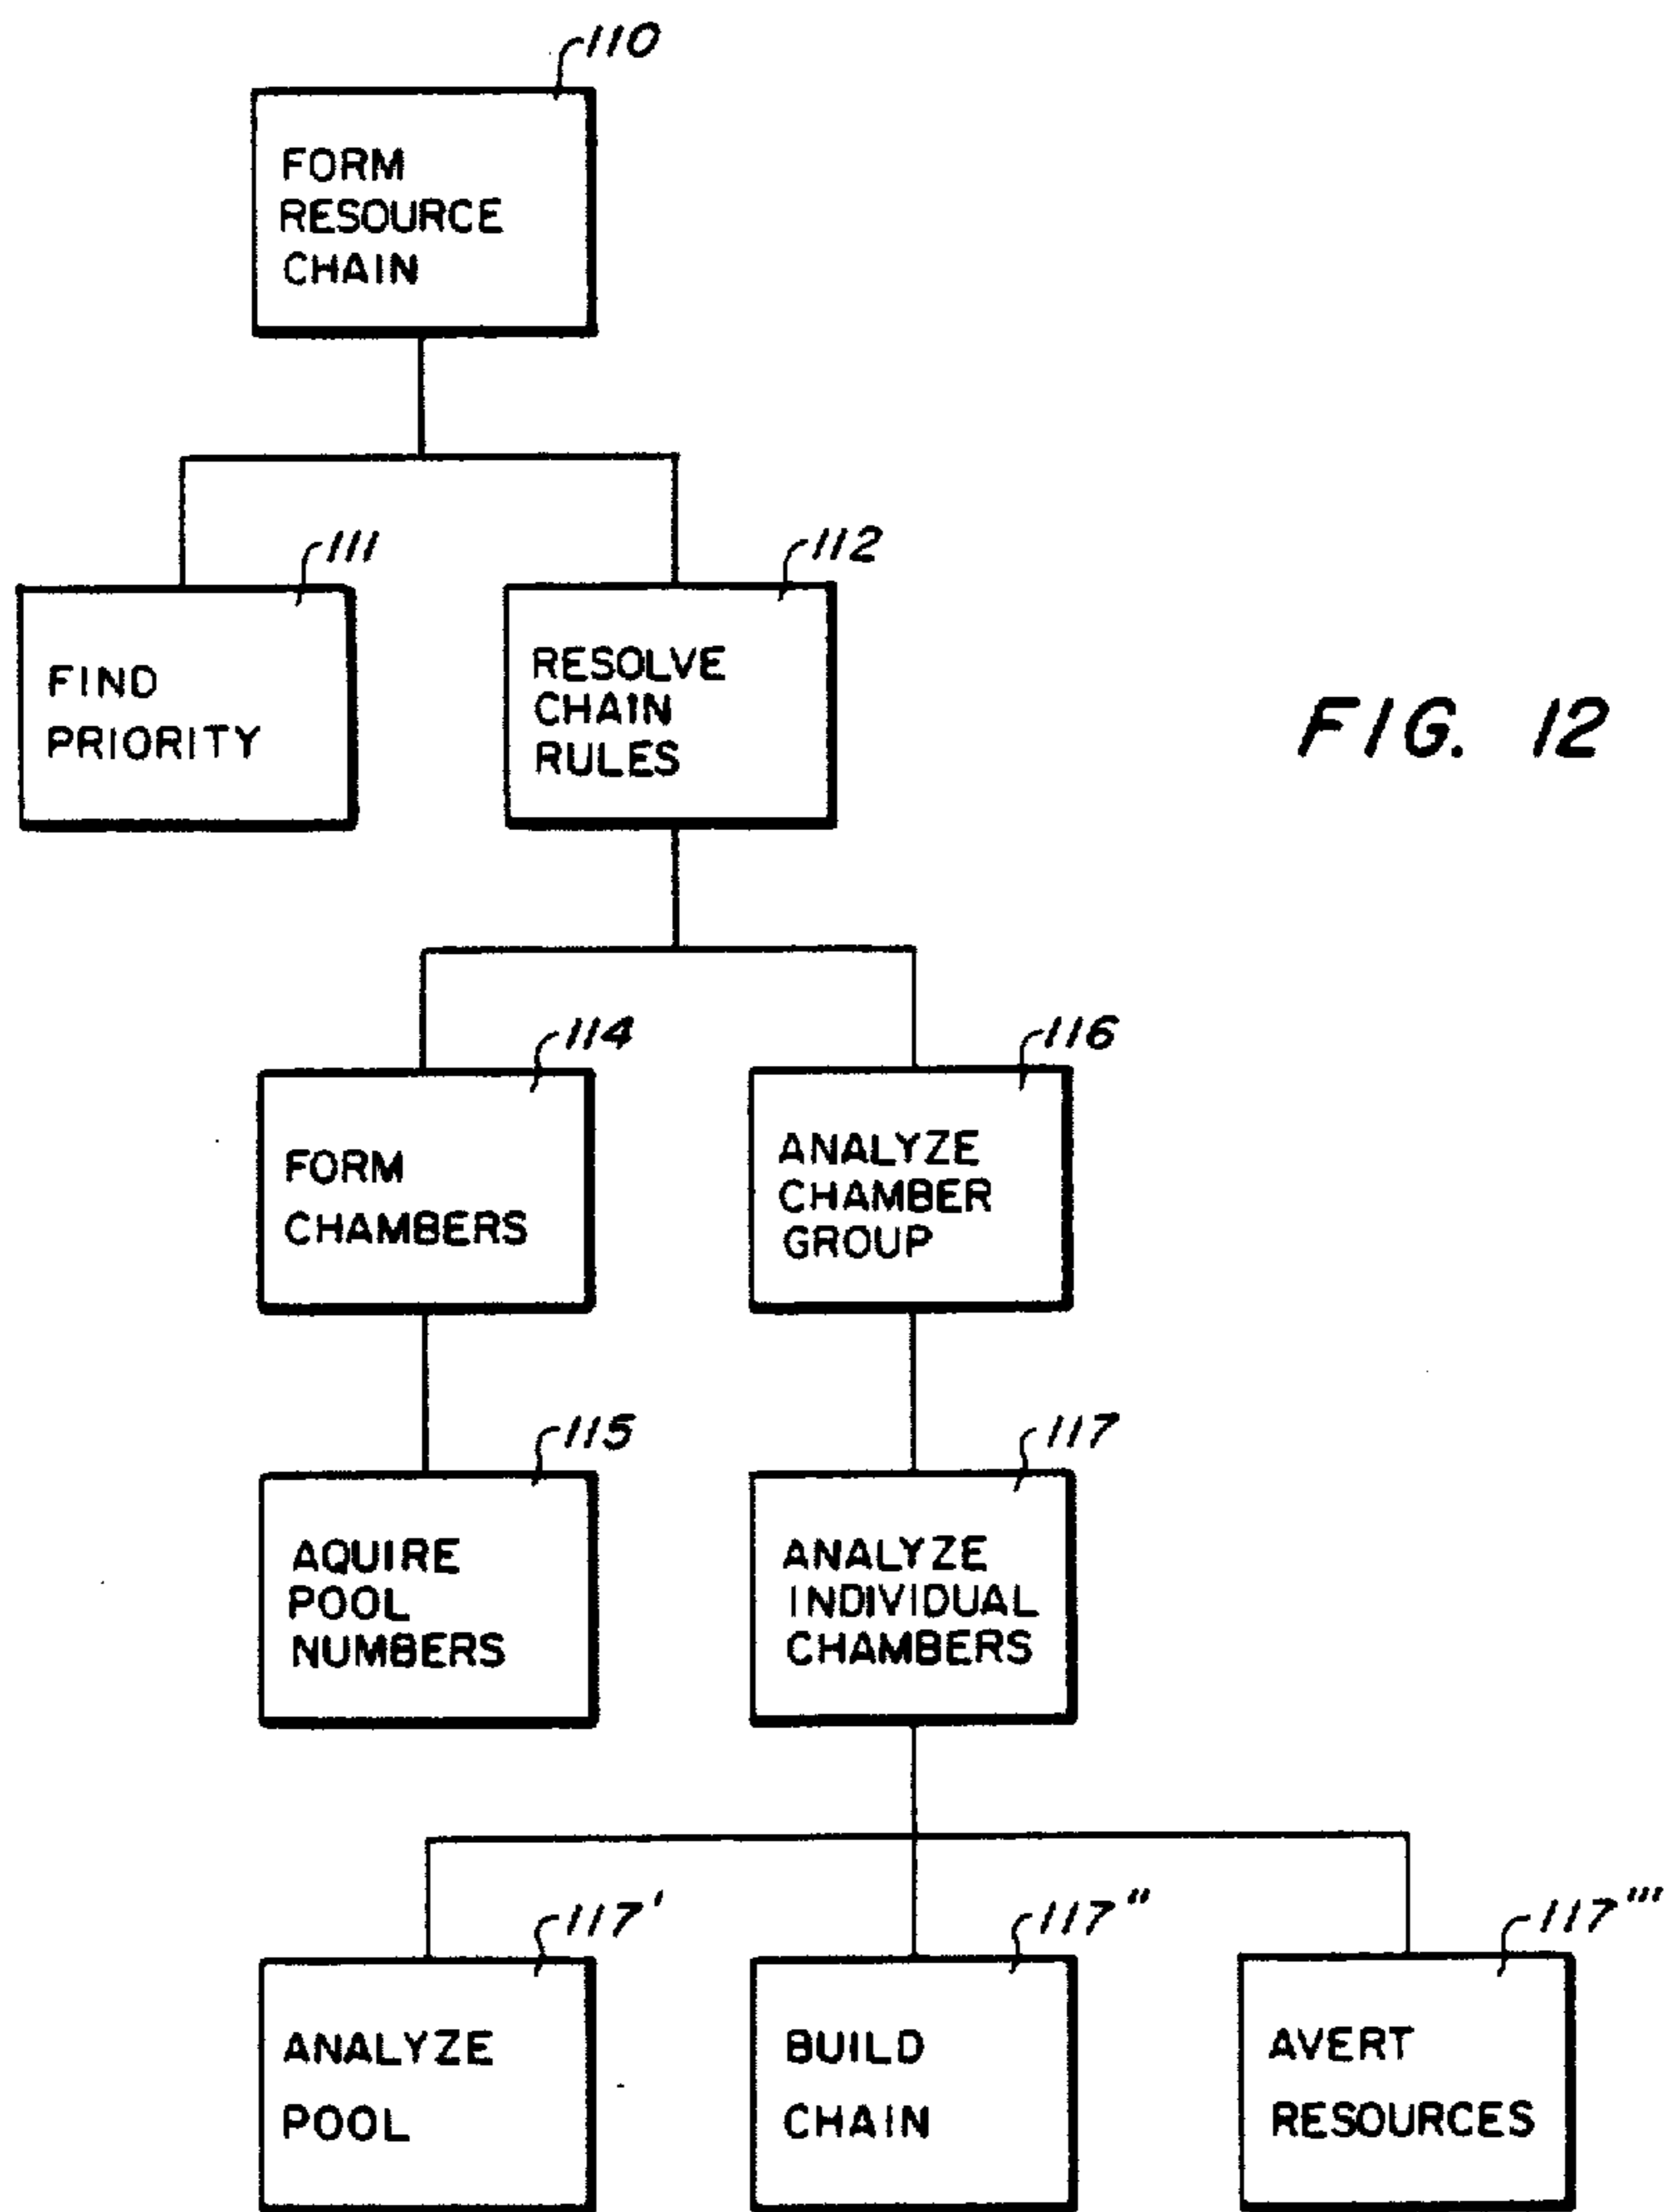 110
FORM
RESOURCE
CHAIN
111
FIND
PRIORITY
112
RESOLVE
CHAIN
RULES
FIG. 12
114
FORM
CHAMBERS
116
ANALYZE
CHAMBER
GROUP
115
AQUIRE
POOL
NUMBERS
117
ANALYZE
INDIVIDUAL
CHAMBERS
117'
ANALYZE
POOL
117"
BUILD
CHAIN
117"'
AVERT
RESOURCES